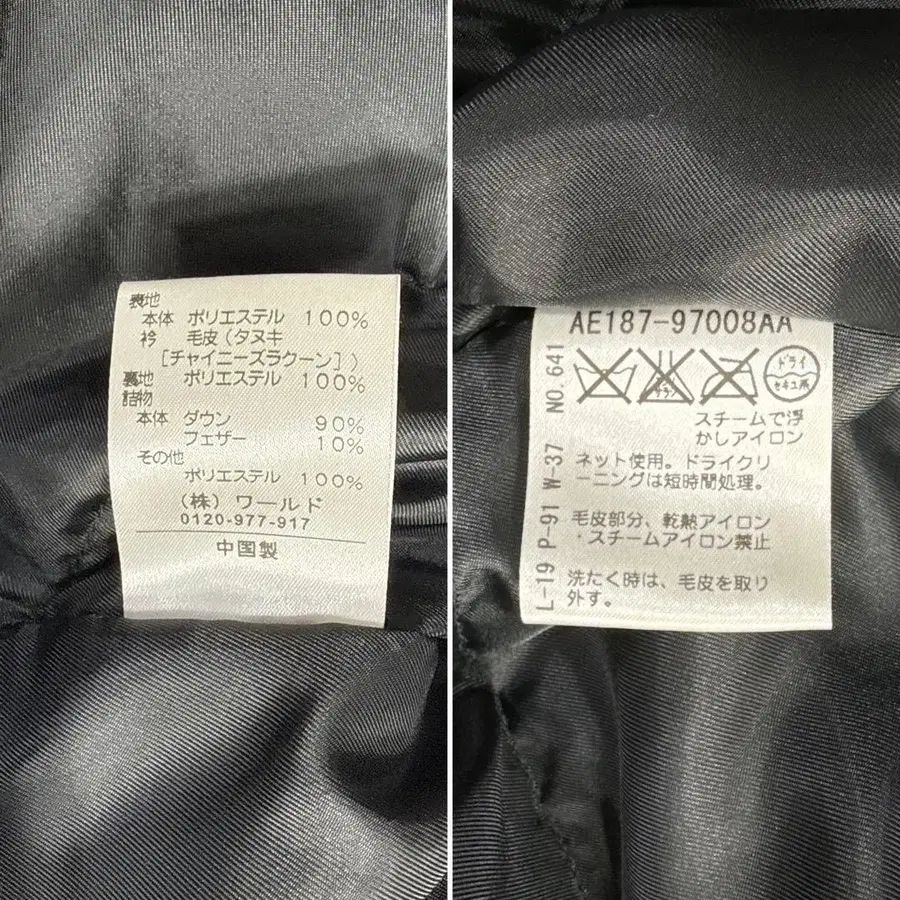 表地
本体 ポリエステル 100%
衿 毛皮(タヌキ
[チャイニーズラクーン])
裏地 ポリエステル 100%
詰物
本体 ダウン 90%
フェザー 10%
その他
ポリエステル 100%
(株)ワールド
0120-977-917
中国製
AE187-97008AA
NO.641
L-19 P-91 W-37
エンソサラシ
ドライ
セキユ系
スチームで浮
かしアイロン
ネット使用。ドライクリ
ーニングは短時間処理。
毛皮部分、乾熱アイロン
・スチームアイロン禁止
洗たく時は、毛皮を取り
外す。